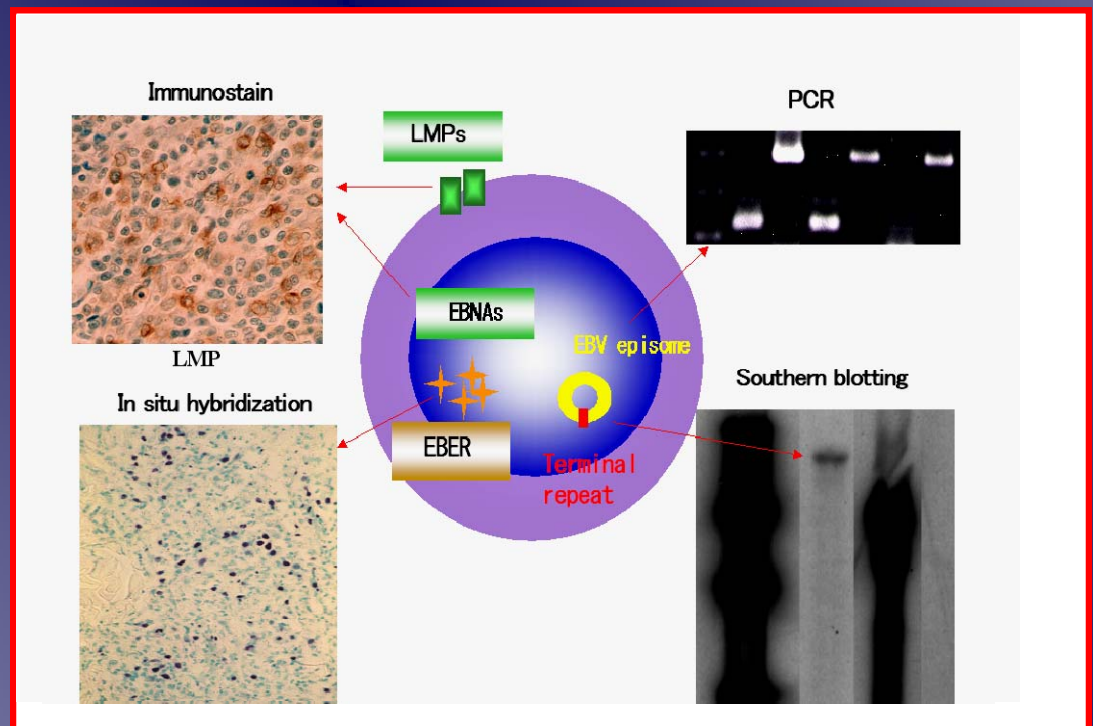 Immunostain
LMPs
PCR
LMP
EBNAs
EBV episome
In situ hybridization
Southern blotting
EBER
Terminal
repeat